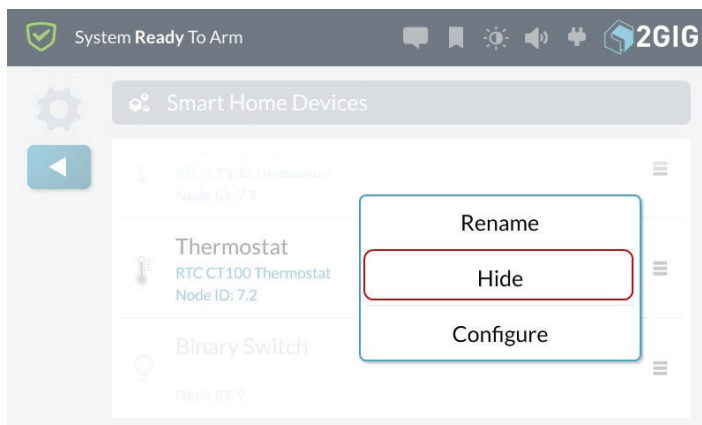 System Ready To Arm
2GIG
Smart Home Devices
RTC CT100 Thermostat
Node ID: 7.1
Thermostat
RTC CT100 Thermostat
Node ID: 7.2
Binary Switch
Node ID: 9
Rename
Hide
Configure